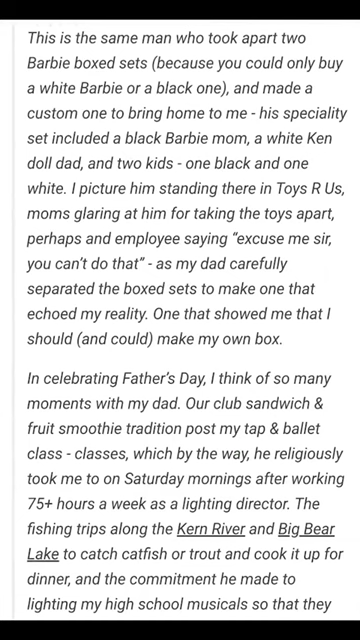 This is the same man who took apart two
Barbie boxed sets (because you could only buy
a white Barbie or a black one), and made a
custom one to bring home to me - his speciality
set included a black Barbie mom, a white Ken
doll dad, and two kids - one black and one
white. I picture him standing there in Toys R Us,
moms glaring at him for taking the toys apart,
perhaps and employee saying “excuse me sir,
you can’t do that” - as my dad carefully
separated the boxed sets to make one that
echoed my reality. One that showed me that I
should (and could) make my own box.
In celebrating Father’s Day, I think of so many
moments with my dad. Our club sandwich &
fruit smoothie tradition post my tap & ballet
class - classes, which by the way, he religiously
took me to on Saturday mornings after working
75+ hours a week as a lighting director. The
fishing trips along the Kern River and Big Bear
Lake to catch catfish or trout and cook it up for
dinner, and the commitment he made to
lighting my high school musicals so that they